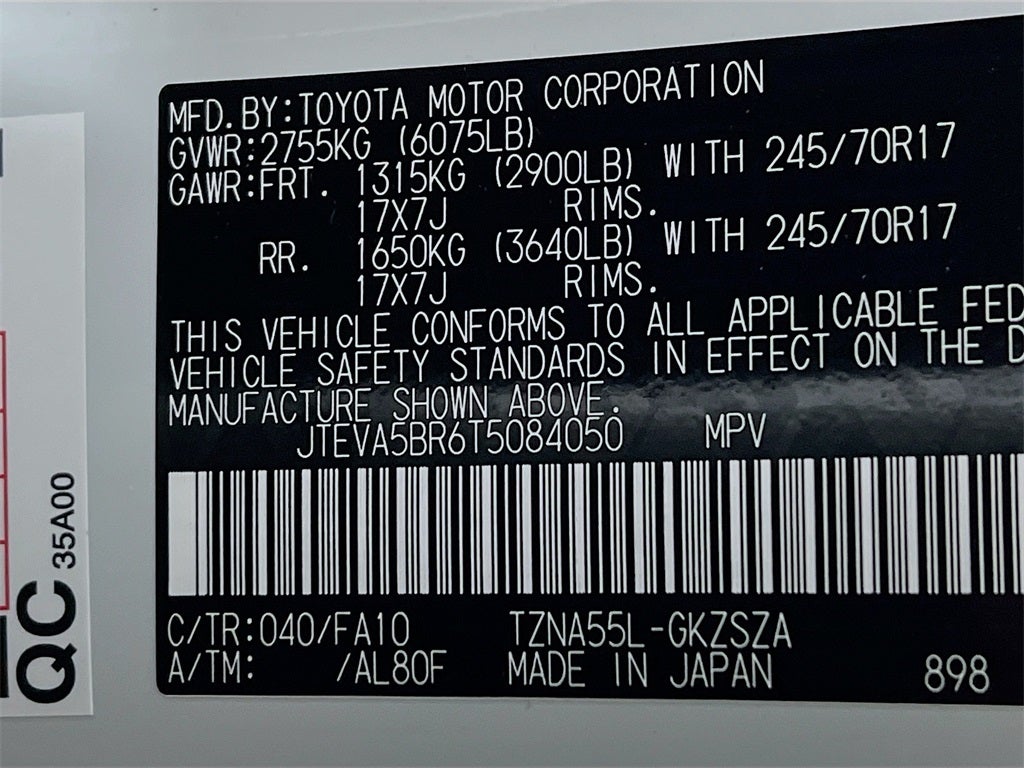 MFD.BY:TOYOTA MOTOR CORPORATION
GVWR:2755KG (6075LB)
GAWR:FRT. 1315KG (2900LB) WITH 245/70R17
17X7J RIMS.
RR. 1650KG (3640LB) WITH 245/70R17
17X7J RIMS.
THIS VEHICLE CONFORMS TO ALL APPLICABLE FED
VEHICLE SAFETY STANDARDS IN EFFECT ON THE D
MANUFACTURE SHOWN ABOVE.
JTEVA5BR6T5084050 MPV
C/TR:040/FA10 TZNA55L-GKZSZA
A/TM: /AL80F MADE IN JAPAN 898
QC 35A00